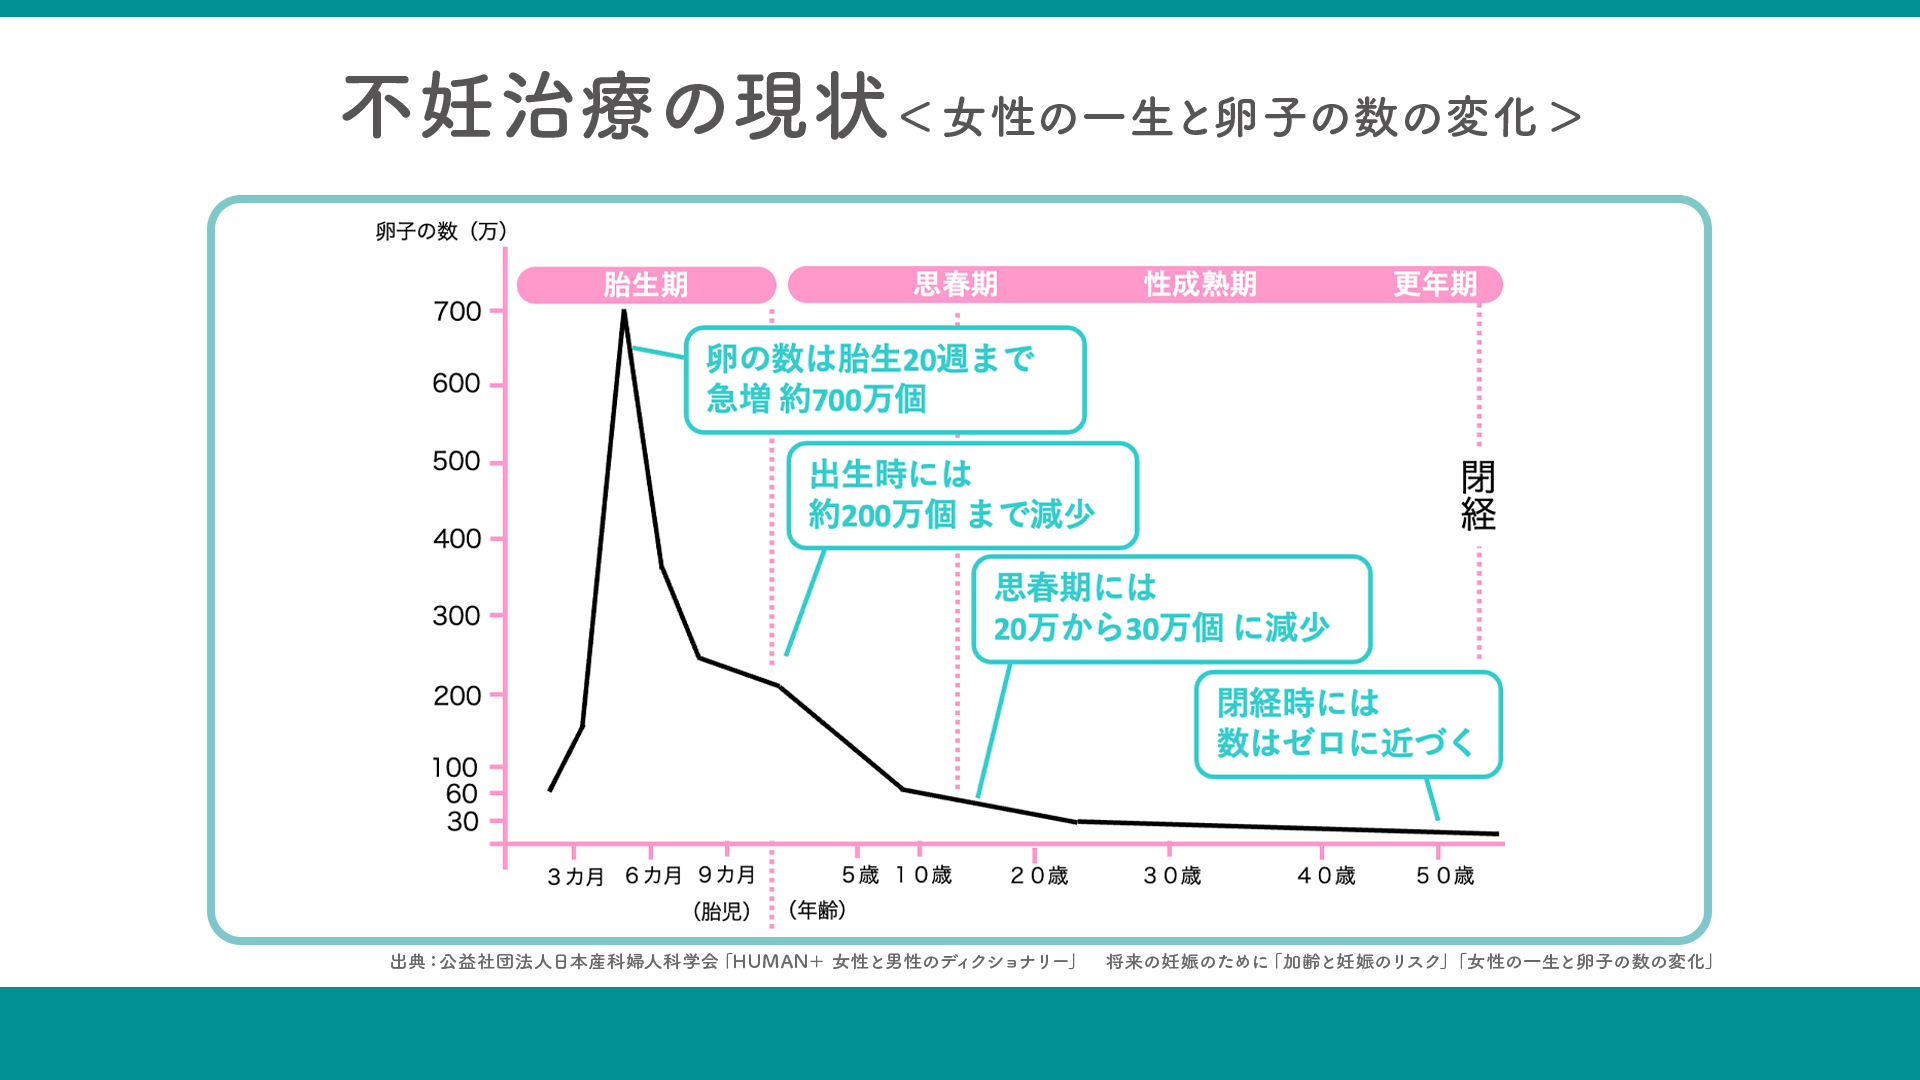 不妊治療の現状＜女性の一生と卵子の数の変化＞
卵子の数（万）
胎生期
思春期
性成熟期
更年期
700
600
500
400
300
200
100
60
30
卵の数は胎生20週まで
急増 約700万個
出生時には
約200万個 まで減少
思春期には
20万から30万個 に減少
閉経
閉経時には
数はゼロに近づく
３カ月
６カ月
９カ月
５歳
１０歳
２０歳
３０歳
４０歳
５０歳
（胎児）
（年齢）
出典：公益社団法人日本産科婦人科学会「HUMAN＋ 女性と男性のディクショナリー」　将来の妊娠のために「加齢と妊娠のリスク」「女性の一生と卵子の数の変化」